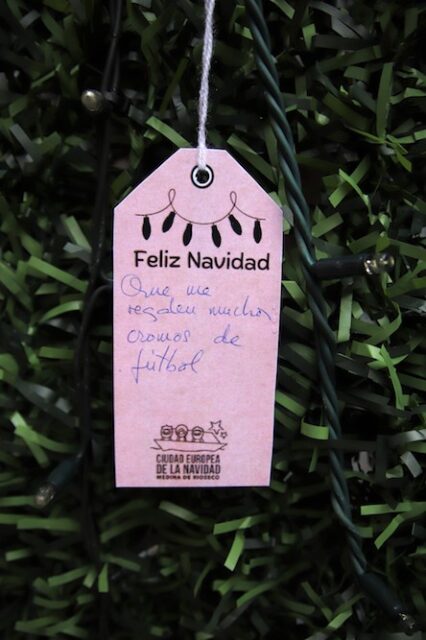 Feliz Navidad
Que me
regalen muchos
cromos de
fútbol
CIUDAD EUROPEA
DE LA NAVIDAD
MEDINA DE RIOSECO